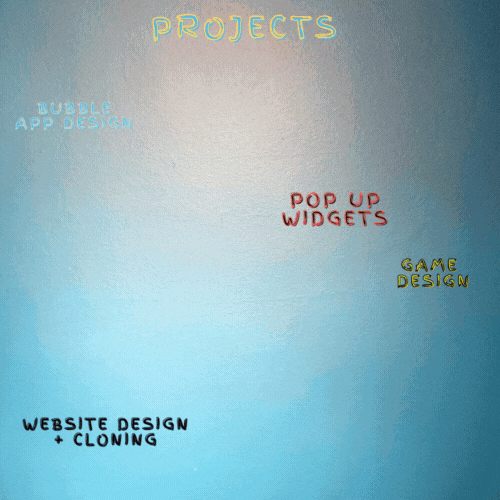 PROJECTS
BUBBLE
APP DESIGN
POP UP
WIDGETS
GAME
DESIGN
WEBSITE DESIGN
+ CLONING